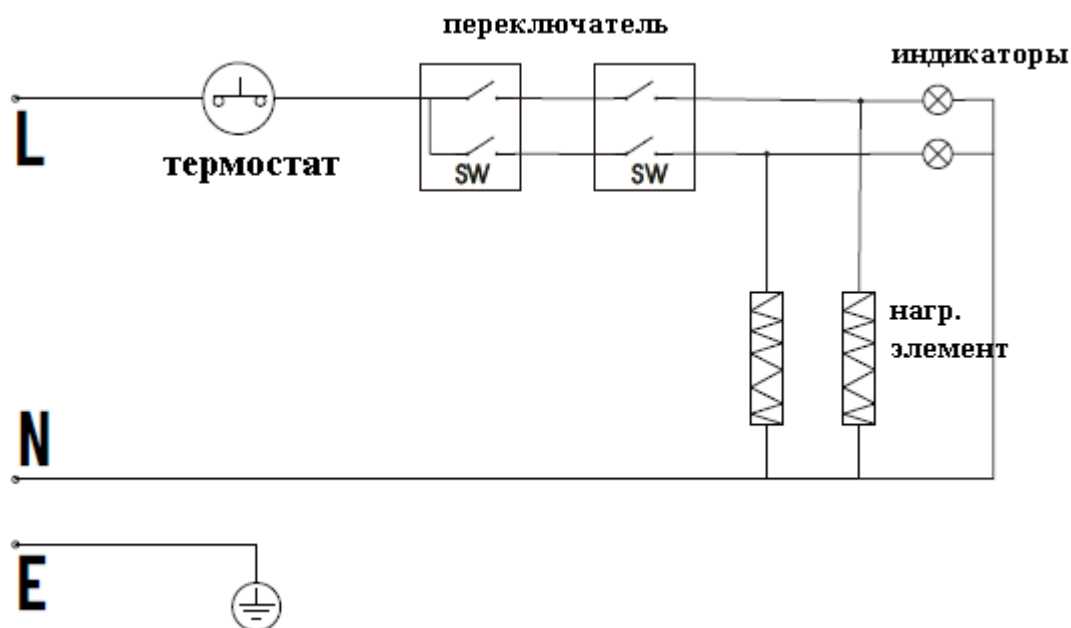 переключатель
индикаторы
L
термостат
SW
SW
нагр.
элемент
N
E